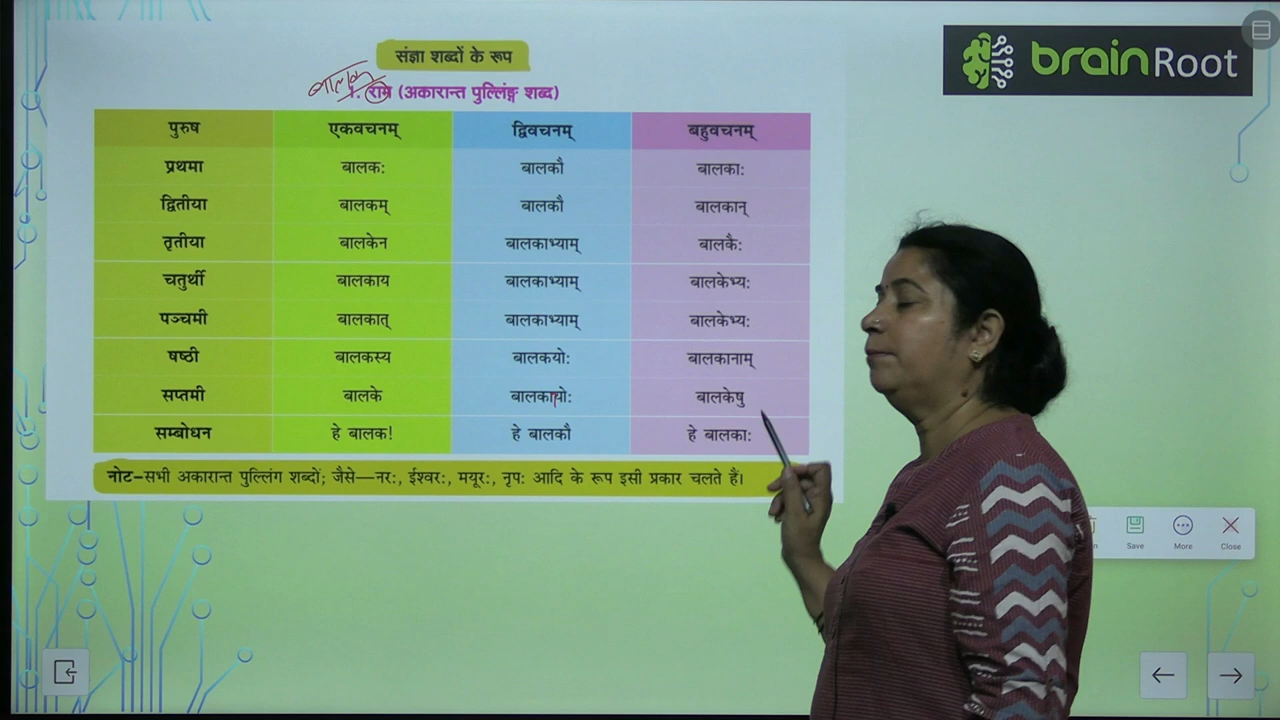 संज्ञा शब्दों के रूप
brainRoot
बालक
1. राम (अकारान्त पुल्लिंङ्ग शब्द)
पुरुष एकवचनम् द्विवचनम् बहुवचनम्
प्रथमा बालक: बालकौ बालका:
द्वितीया बालकम् बालकौ बालकान्
तृतीया बालकेन बालकाभ्याम् बालकै:
चतुर्थी बालकाय बालकाभ्याम् बालकेभ्य:
पञ्चमी बालकात् बालकाभ्याम् बालकेभ्य:
षष्ठी बालकस्य बालकयो: बालकानाम्
सप्तमी बालके बालकायो: बालकेषु
सम्बोधन हे बालक! हे बालकौ हे बालका:
नोट–सभी अकारान्त पुल्लिंग शब्दों; जैसे—नर:, ईश्वर:, मयूर:, नृप: आदि के रूप इसी प्रकार चलते हैं।
Save More Close